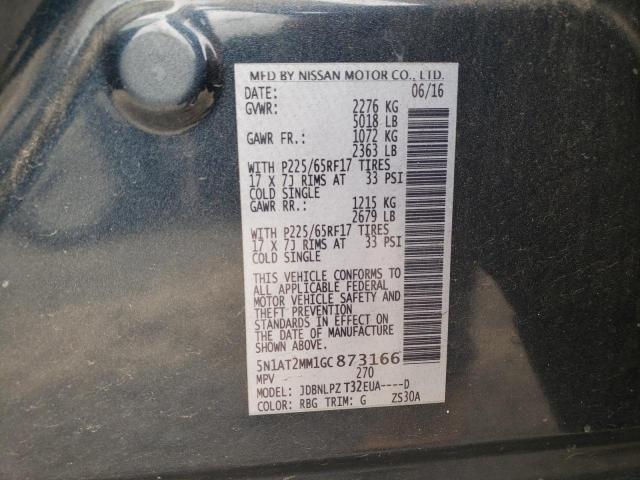 MFD BY NISSAN MOTOR CO., LTD.
DATE: 06/16
GVWR: 2276 KG
5018 LB
GAWR FR.: 1072 KG
2363 LB
WITH P225/65RF17 TIRES
17 X 7J RIMS AT 33 PSI
COLD SINGLE
GAWR RR.: 1215 KG
2679 LB
WITH P225/65RF17 TIRES
17 X 7J RIMS AT 33 PSI
COLD SINGLE
THIS VEHICLE CONFORMS TO
ALL APPLICABLE FEDERAL
MOTOR VEHICLE SAFETY AND
THEFT PREVENTION
STANDARDS IN EFFECT ON
THE DATE OF MANUFACTURE
SHOWN ABOVE.
5N1AT2MM1GC873166
MPV 270
MODEL: JDBNLPZ T32EUA----D
COLOR: RBG TRIM: G ZS30A